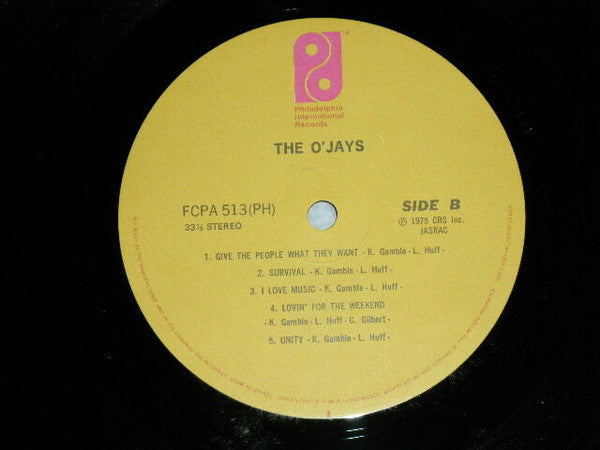 Philadelphia
International
Records
THE O'JAYS
FCPA 513(PH)
33⅓ STEREO
SIDE B
Ⓟ 1975 CBS Inc.
JASRAC
1. GIVE THE PEOPLE WHAT THEY WANT - K. Gamble - L. Huff -
2. SURVIVAL - K. Gamble - L. Huff -
3. I LOVE MUSIC - K. Gamble - L. Huff -
4. LOVIN' FOR THE WEEKEND
- K. Gamble - L. Huff - C. Gilbert -
5. UNITY - K. Gamble - L. Huff -